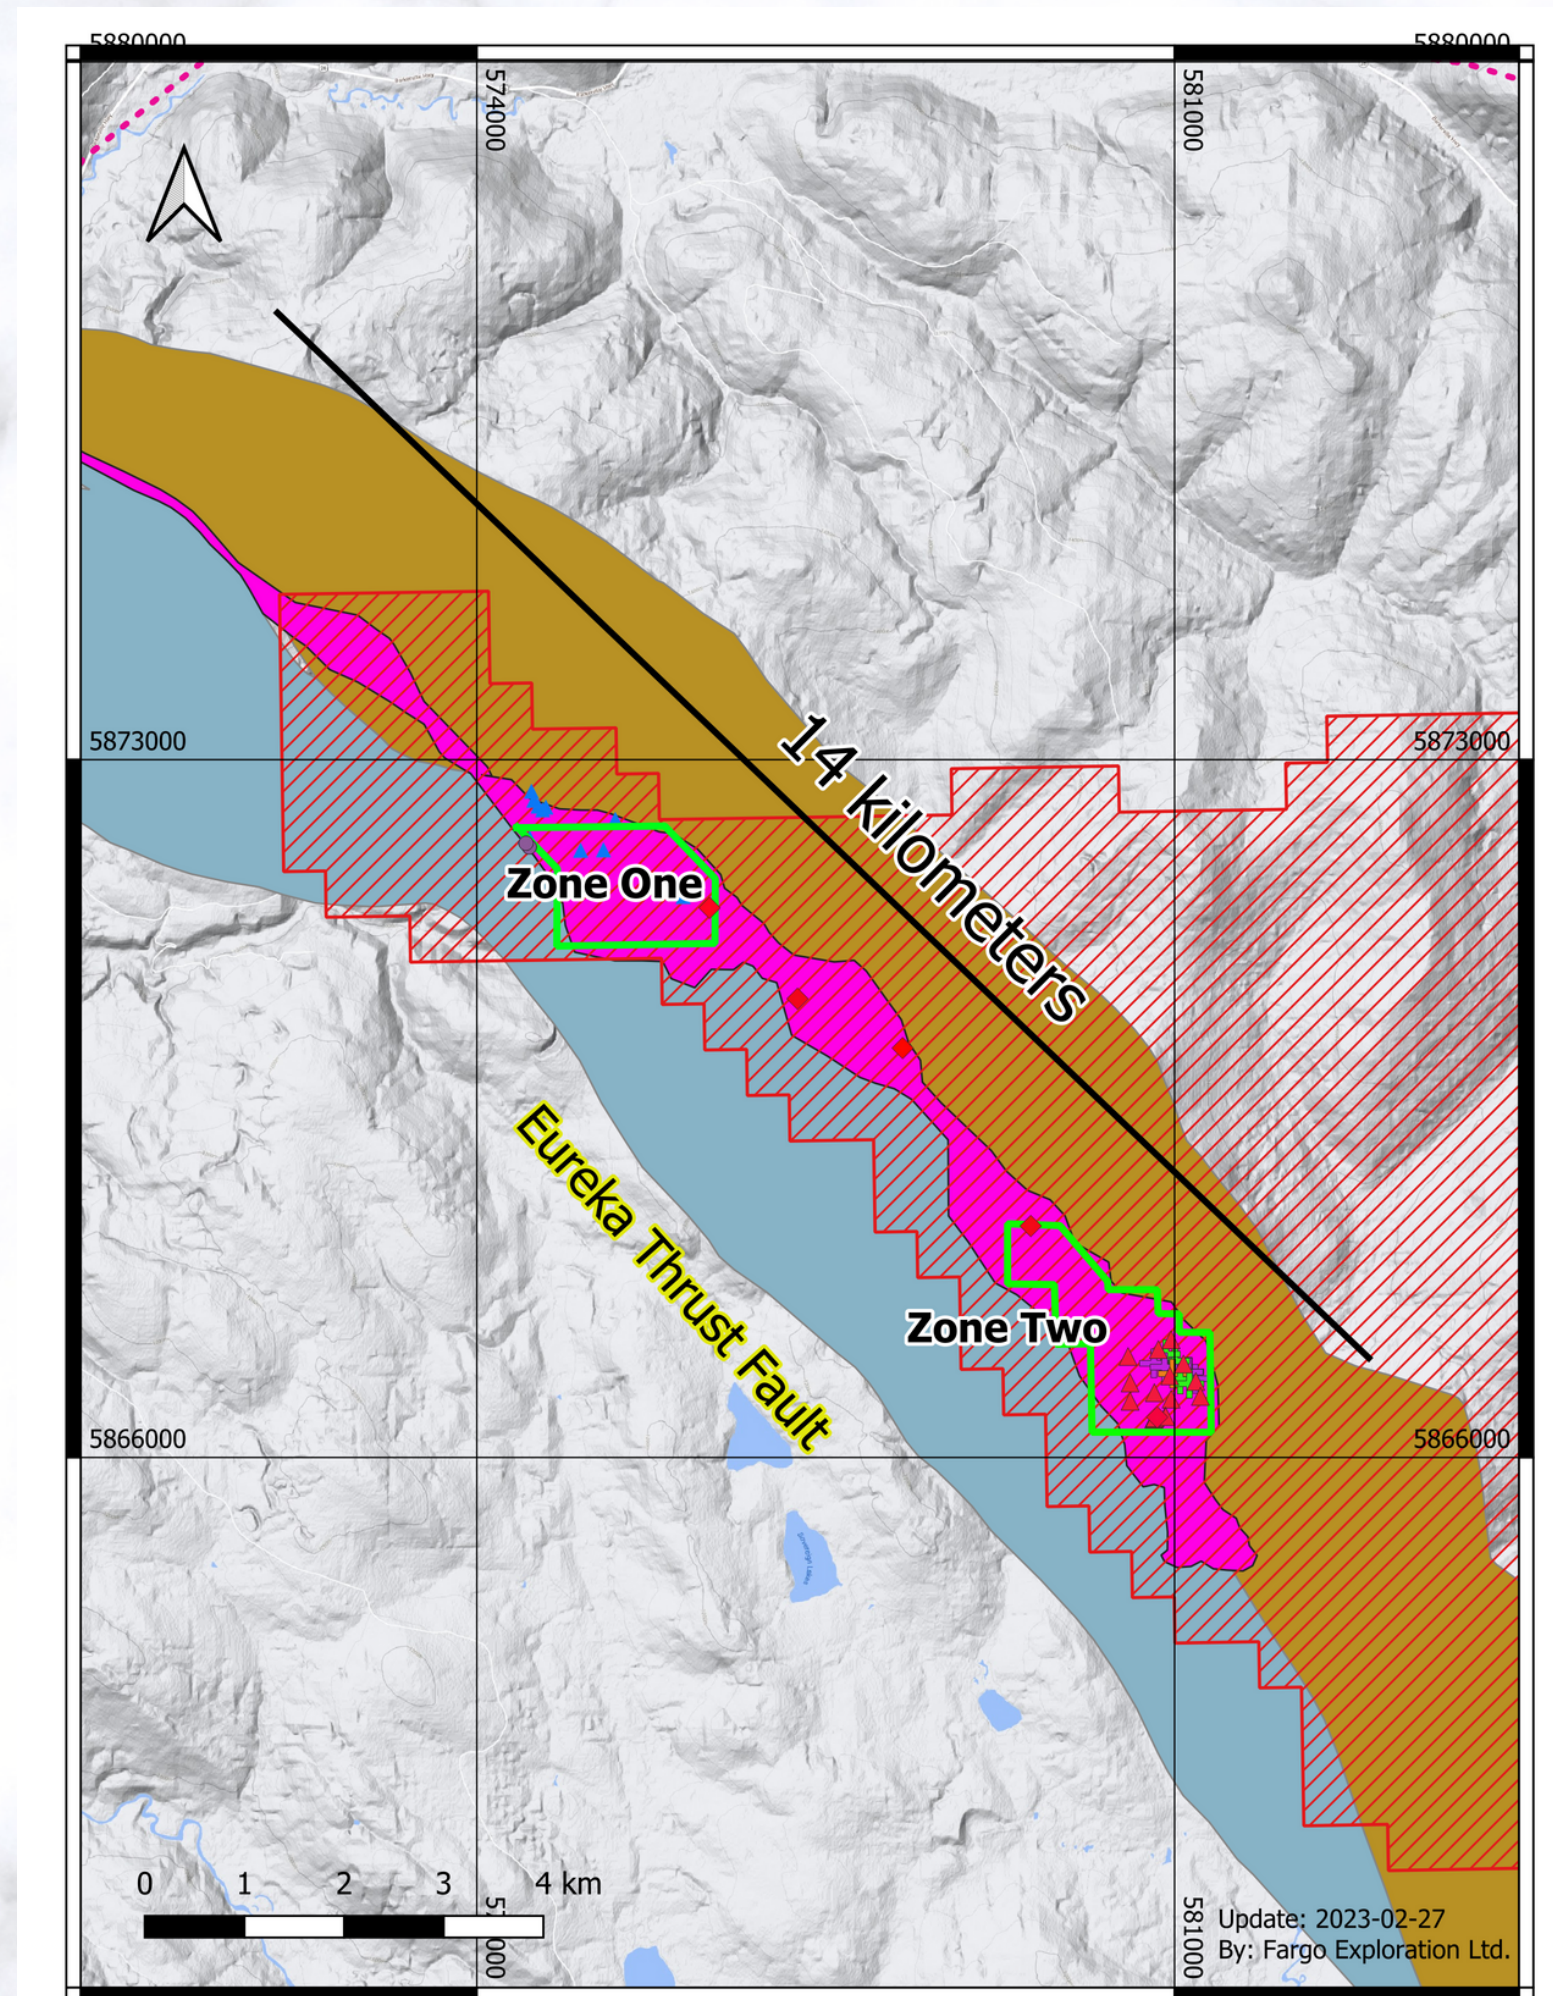 5880000
5880000
574000
581000
14 kilometers
5873000
5873000
Zone One
Eureka Thrust Fault
Zone Two
5866000
5866000
0 1 2 3 4 km
581000
Update: 2023-02-27
By: Fargo Exploration Ltd.